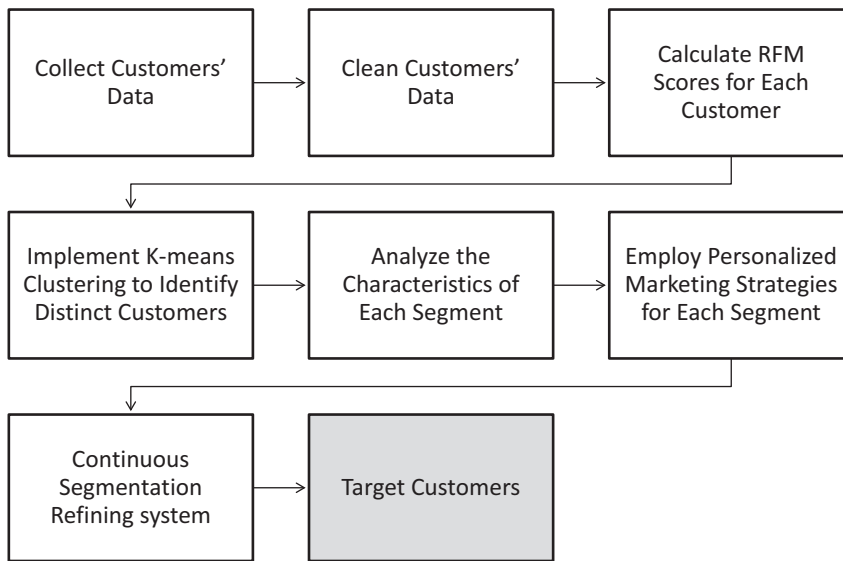 Collect Customers’
Data
Clean Customers’
Data
Calculate RFM
Scores for Each
Customer
Implement K-means
Clustering to Identify
Distinct Customers
Analyze the
Characteristics of
Each Segment
Employ Personalized
Marketing Strategies
for Each Segment
Continuous
Segmentation
Refining system
Target Customers